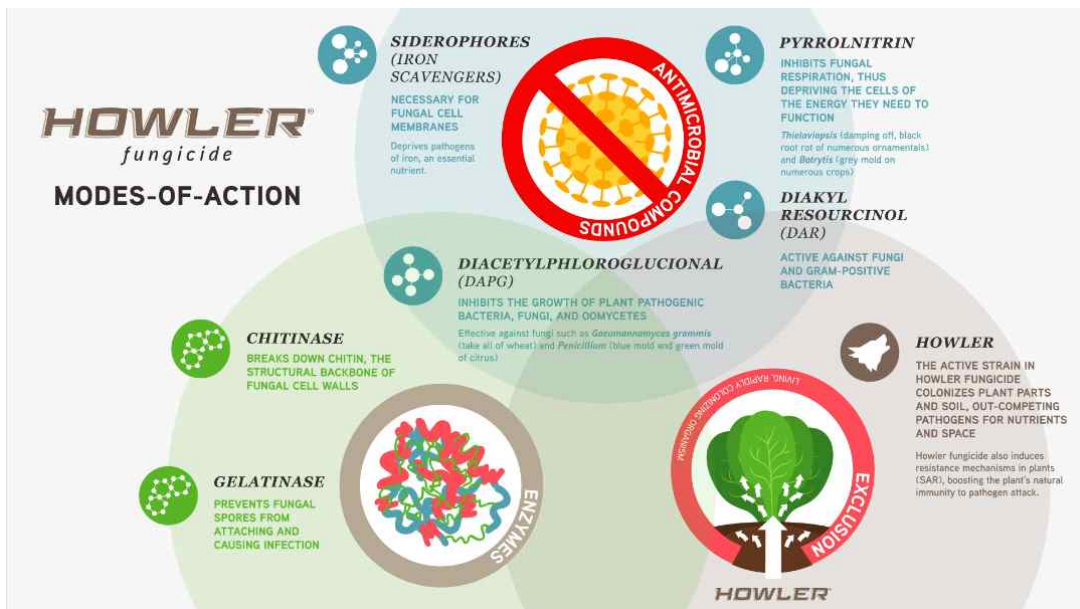 HOWLER®
fungicide
MODES-OF-ACTION
SIDEROPHORES
(IRON
SCAVENGERS)
NECESSARY FOR
FUNGAL CELL
MEMBRANES
Deprives pathogens
of iron, an essential
nutrient.
ANTIMICROBIAL COMPOUNDS
PYRROLNITRIN
INHIBITS FUNGAL
RESPIRATION, THUS
DEPRIVING THE CELLS OF
THE ENERGY THEY NEED TO
FUNCTION
Thielaviopsis (damping off, black
root rot of numerous ornamentals)
and Botrytis (grey mold on
numerous crops)
DIAKYL
RESOURCINOL
(DAR)
ACTIVE AGAINST FUNGI
AND GRAM-POSITIVE
BACTERIA
DIACETYLPHLOROGLUCIONAL
(DAPG)
INHIBITS THE GROWTH OF PLANT PATHOGENIC
BACTERIA, FUNGI, AND OOMYCETES
Effective against fungi such as Gaeumannomyces grammis
(take all of wheat) and Penicillium (blue mold and green mold
of citrus)
CHITINASE
BREAKS DOWN CHITIN, THE
STRUCTURAL BACKBONE OF
FUNGAL CELL WALLS
GELATINASE
PREVENTS FUNGAL
SPORES FROM
ATTACHING AND
CAUSING INFECTION
ENZYMES
LIVING, RAPIDLY COLONIZING ORGANISM
EXCLUSION
HOWLER
HOWLER
THE ACTIVE STRAIN IN
HOWLER FUNGICIDE
COLONIZES PLANT PARTS
AND SOIL, OUT-COMPETING
PATHOGENS FOR NUTRIENTS
AND SPACE
Howler fungicide also induces
resistance mechanisms in plants
(SAR), boosting the plant's natural
immunity to pathogen attack.